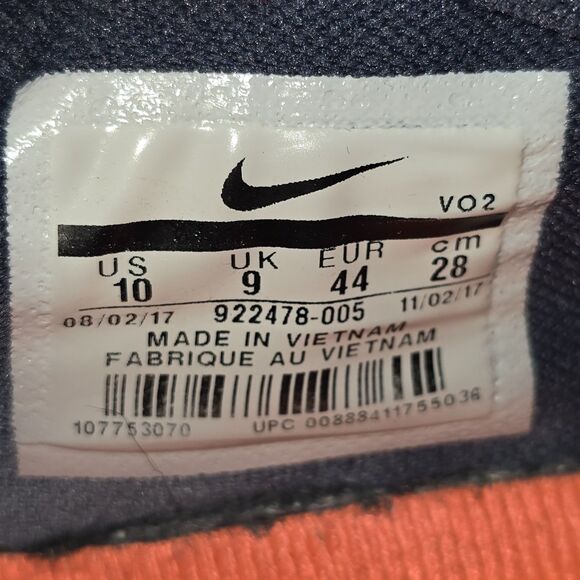 VO2
US UK EUR cm
10 9 44 28
08/02/17 922478-005 11/02/17
MADE IN VIETNAM
FABRIQUE AU VIETNAM
107753070 UPC 00888411755036